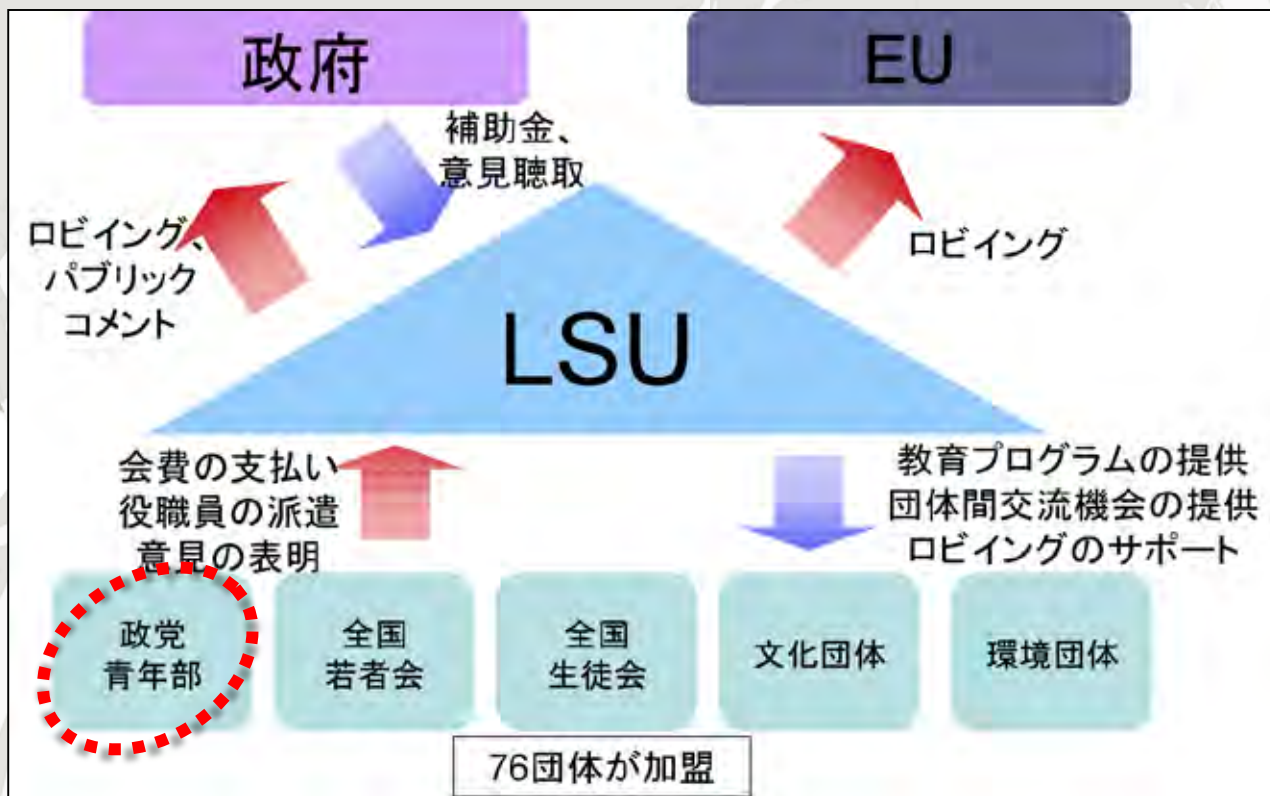 政府
EU
補助金、
意見聴取
ロビイング、
パブリック
コメント
ロビイング
LSU
会費の支払い
役職員の派遣
意見の表明
教育プログラムの提供
団体間交流機会の提供
ロビイングのサポート
政党
青年部
全国
若者会
全国
生徒会
文化団体
環境団体
76団体が加盟